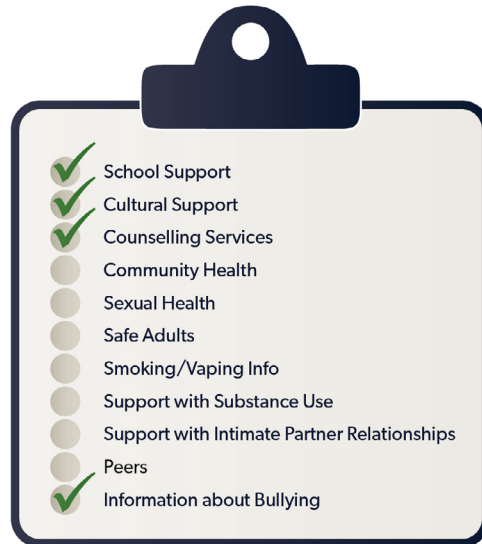 School Support
Cultural Support
Counselling Services
Community Health
Sexual Health
Safe Adults
Smoking/Vaping Info
Support with Substance Use
Support with Intimate Partner Relationships
Peers
Information about Bullying